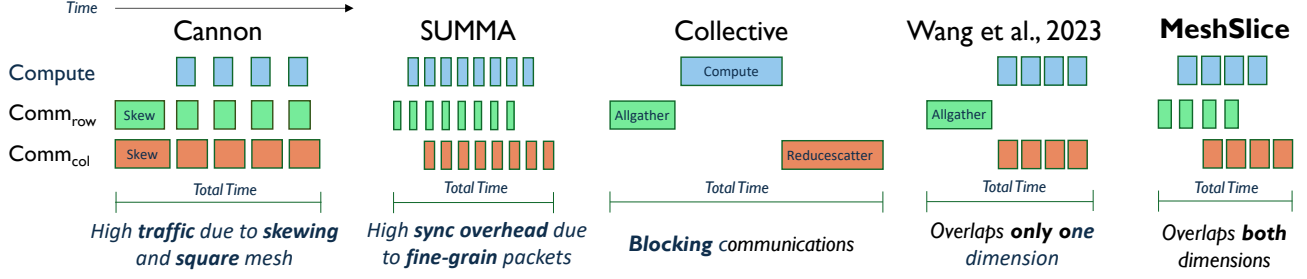 Time
Cannon
SUMMA
Collective
Wang et al., 2023
MeshSlice
Compute
Compute
Comm_row
Skew
Allgather
Allgather
Comm_col
Skew
Reducescatter
Total Time
Total Time
Total Time
Total Time
Total Time
High traffic due to skewing
and square mesh
High sync overhead due
to fine-grain packets
Blocking communications
Overlaps only one
dimension
Overlaps both
dimensions